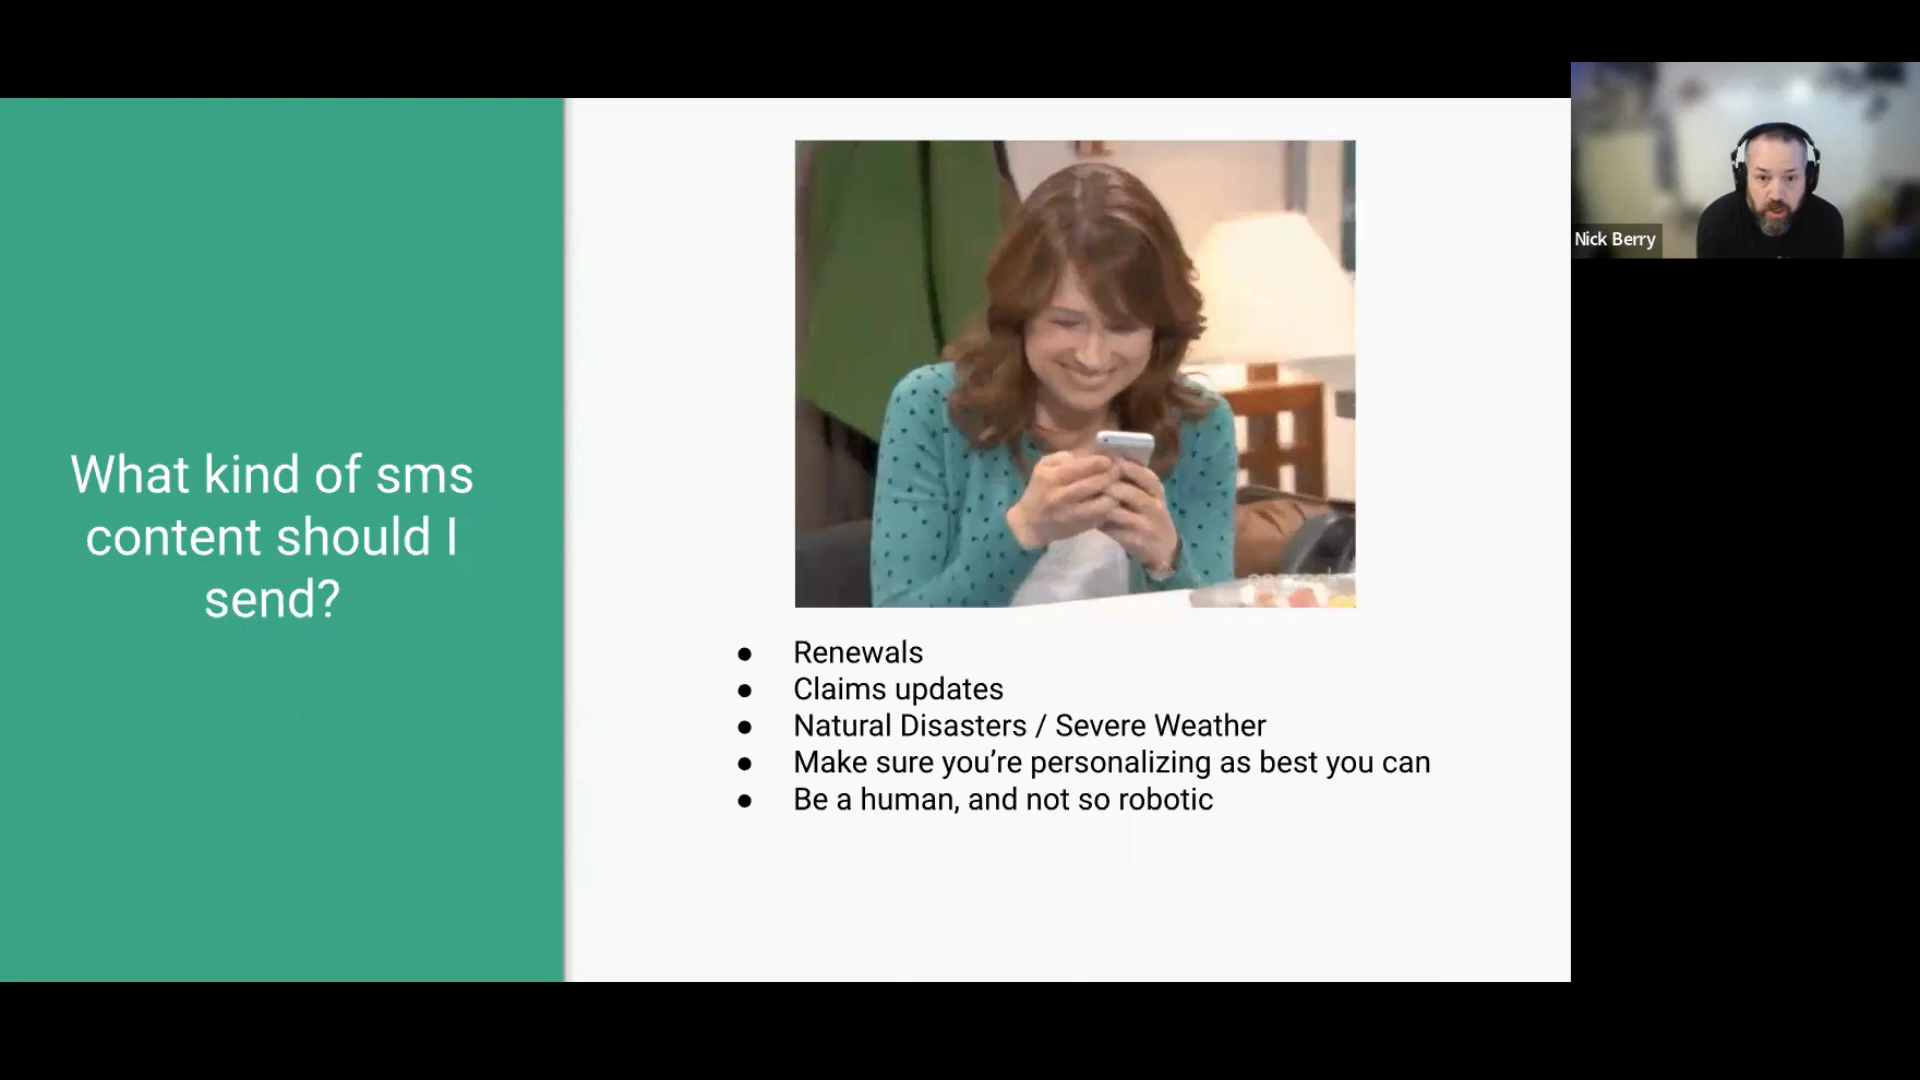 What kind of sms
content should I
send?
● Renewals
● Claims updates
● Natural Disasters / Severe Weather
● Make sure you’re personalizing as best you can
● Be a human, and not so robotic
Nick Berry